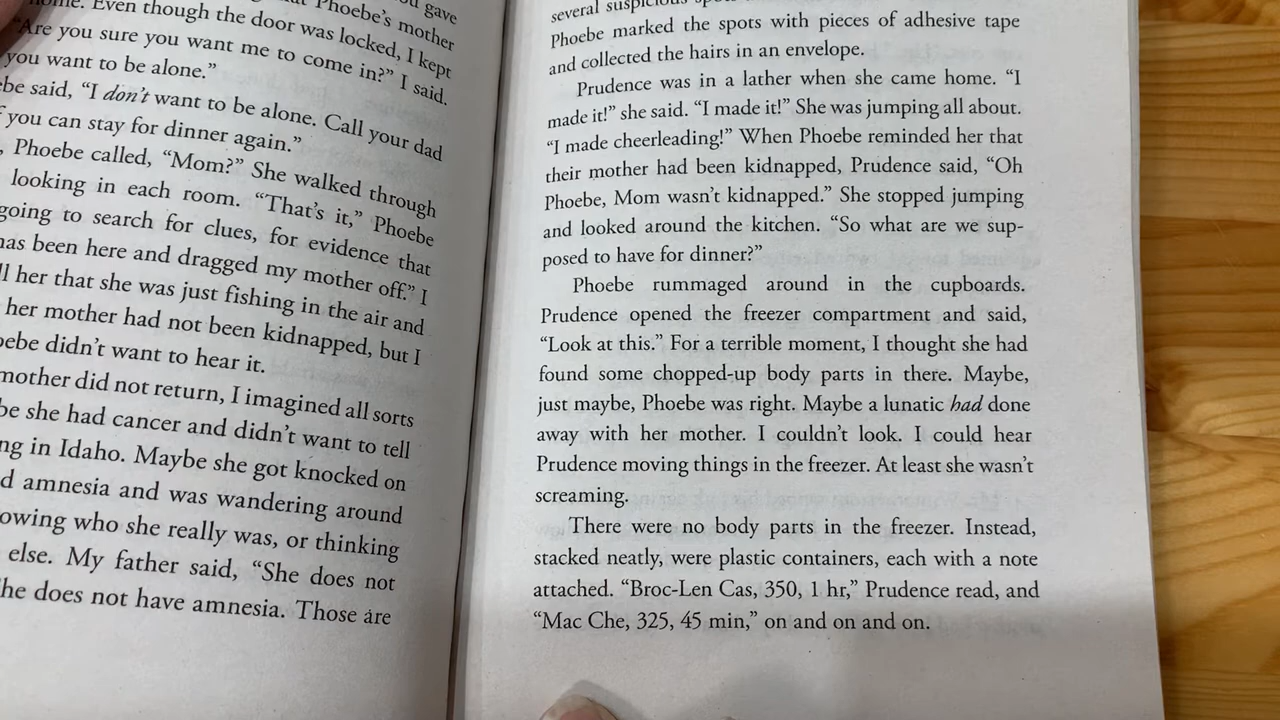 ou gave
home. Even though the door was locked, I kept
Phoebe's mother
"Are you sure you want me to come in?" I said.
you want to be alone."
ebe said, "I don't want to be alone. Call your dad
f you can stay for dinner again."
, Phoebe called, "Mom?" She walked through
looking in each room. "That's it," Phoebe
going to search for clues, for evidence that
has been here and dragged my mother off." I
ll her that she was just fishing in the air and
her mother had not been kidnapped, but I
oebe didn't want to hear it.
mother did not return, I imagined all sorts
be she had cancer and didn't want to tell
ng in Idaho. Maybe she got knocked on
d amnesia and was wandering around
owing who she really was, or thinking
else. My father said, "She does not
he does not have amnesia. Those are
several suspicious
Phoebe marked the spots with pieces of adhesive tape
and collected the hairs in an envelope.
Prudence was in a lather when she came home. "I
made it!" she said. "I made it!" She was jumping all about.
"I made cheerleading!" When Phoebe reminded her that
their mother had been kidnapped, Prudence said, "Oh
Phoebe, Mom wasn't kidnapped." She stopped jumping
and looked around the kitchen. "So what are we sup-
posed to have for dinner?"
Phoebe rummaged around in the cupboards.
Prudence opened the freezer compartment and said,
"Look at this." For a terrible moment, I thought she had
found some chopped-up body parts in there. Maybe,
just maybe, Phoebe was right. Maybe a lunatic had done
away with her mother. I couldn't look. I could hear
Prudence moving things in the freezer. At least she wasn't
screaming.
There were no body parts in the freezer. Instead,
stacked neatly, were plastic containers, each with a note
attached. "Broc-Len Cas, 350, 1 hr," Prudence read, and
"Mac Che, 325, 45 min," on and on and on.